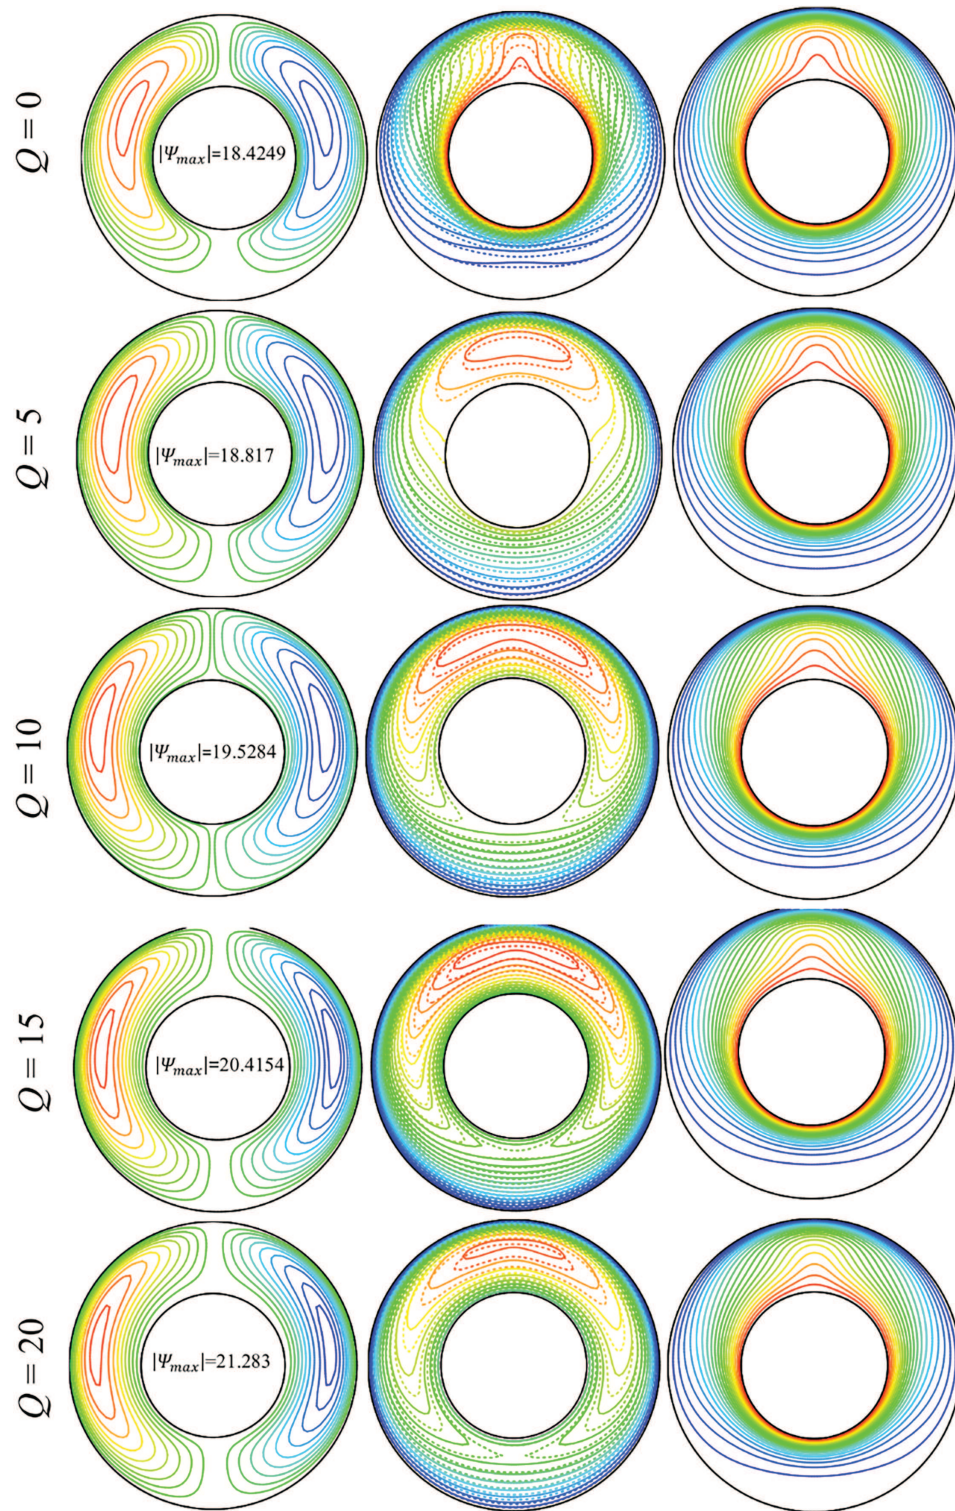 Q = 0
|Ψmax|=18.4249
Q = 5
|Ψmax|=18.817
Q = 10
|Ψmax|=19.5284
Q = 15
|Ψmax|=20.4154
Q = 20
|Ψmax|=21.283